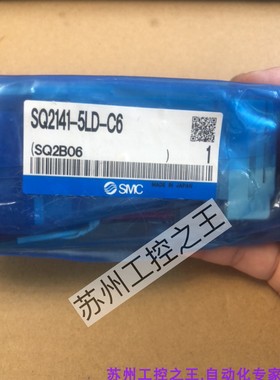 SQ2141-5LD-C6
(SQ2B06 ) 1
SMC
MADE IN JAPAN
苏州工控之王
苏州工控之王 自动化专家